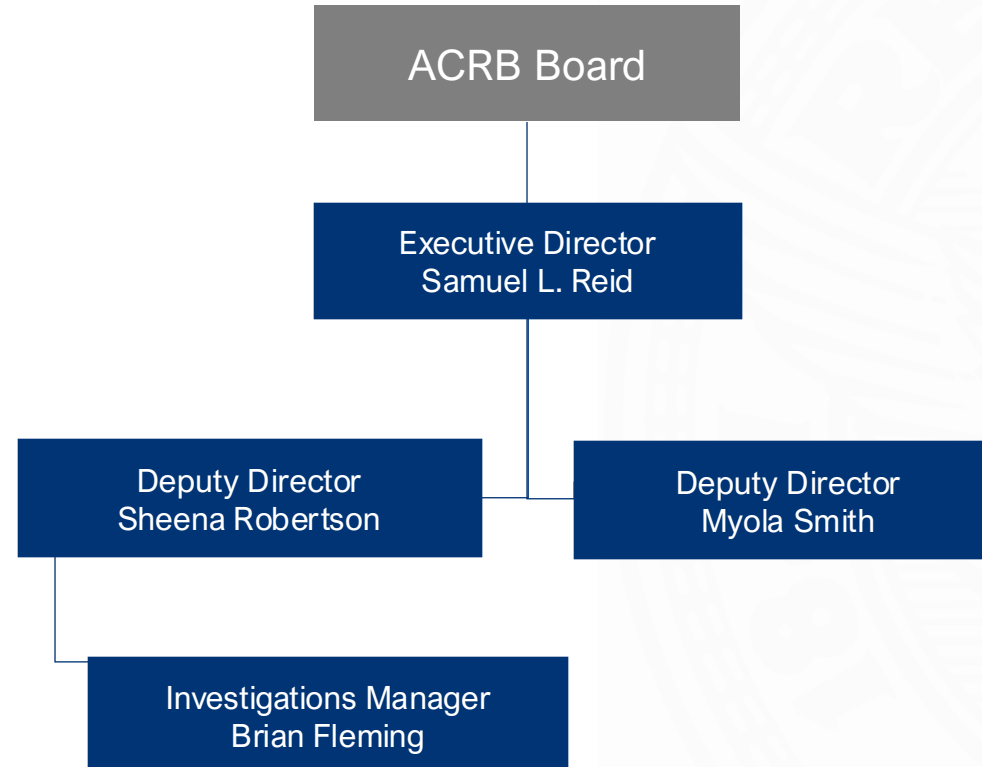 ACRB Board
Executive Director
Samuel L. Reid
Deputy Director
Sheena Robertson
Deputy Director
Myola Smith
Investigations Manager
Brian Fleming